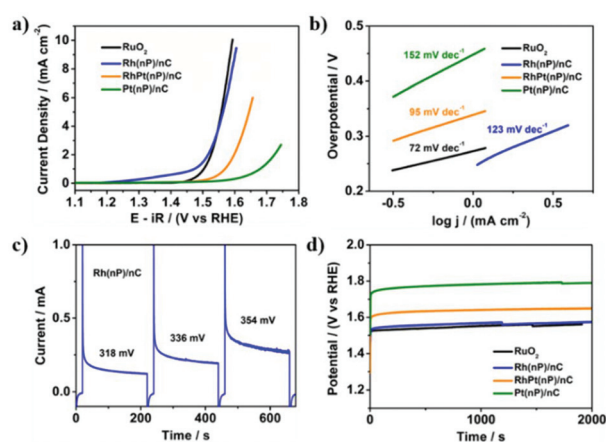 a)
RuO2
Rh(nP)/nC
RhPt(nP)/nC
Pt(nP)/nC
Current Density / (mA cm-2)
10
8
6
4
2
0
1.1 1.2 1.3 1.4 1.5 1.6 1.7 1.8
E - iR / (V vs RHE)
b)
RuO2
Rh(nP)/nC
RhPt(nP)/nC
Pt(nP)/nC
152 mV dec-1
95 mV dec-1
123 mV dec-1
72 mV dec-1
Overpotential / V
0.5
0.4
0.3
0.2
-0.5 0.0 0.5 1.0
log j / (mA cm-2)
c)
Rh(nP)/nC
318 mV
336 mV
354 mV
Current / mA
1.0
0.5
0.0
0 200 400 600
Time / s
d)
Potential / (V vs RHE)
2.0
1.8
1.6
1.4
1.2
RuO2
Rh(nP)/nC
RhPt(nP)/nC
Pt(nP)/nC
0 1000 2000
Time / s